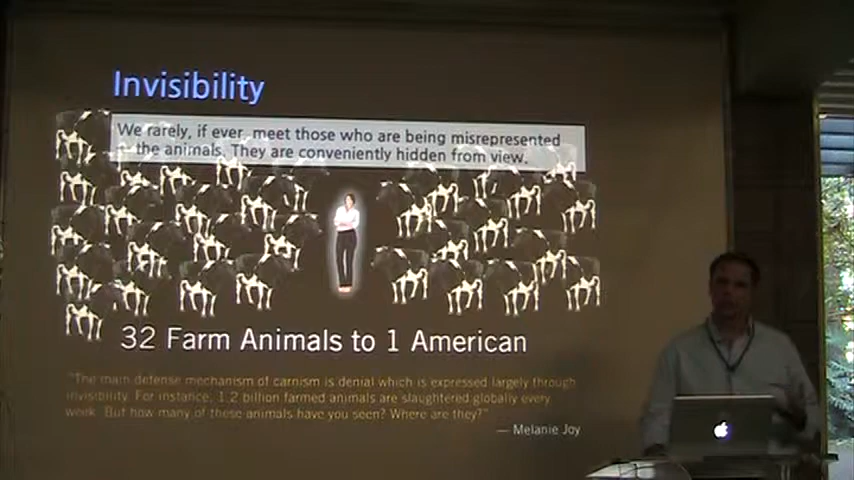 Invisibility
We rarely, if ever, meet those who are being misrepresented
– the animals. They are conveniently hidden from view.
32 Farm Animals to 1 American
"The main defense mechanism of carnism is denial which is expressed largely through
invisibility. For instance, 1.2 billion farmed animals are slaughtered globally every
week. But how many of these animals have you seen? Where are they?"
— Melanie Joy